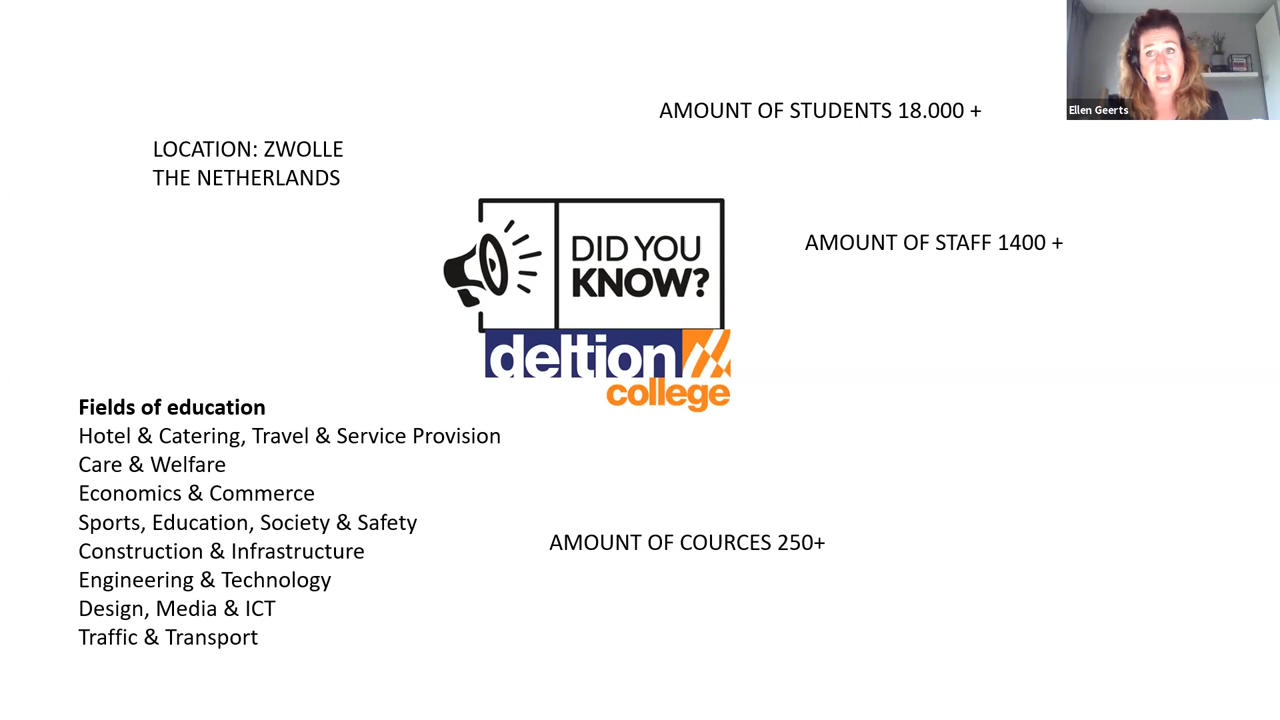 AMOUNT OF STUDENTS 18.000 +
Ellen Geerts
LOCATION: ZWOLLE
THE NETHERLANDS
DID YOU
KNOW?
AMOUNT OF STAFF 1400 +
deltion
college
Fields of education
Hotel & Catering, Travel & Service Provision
Care & Welfare
Economics & Commerce
Sports, Education, Society & Safety
Construction & Infrastructure
Engineering & Technology
Design, Media & ICT
Traffic & Transport
AMOUNT OF COURCES 250+